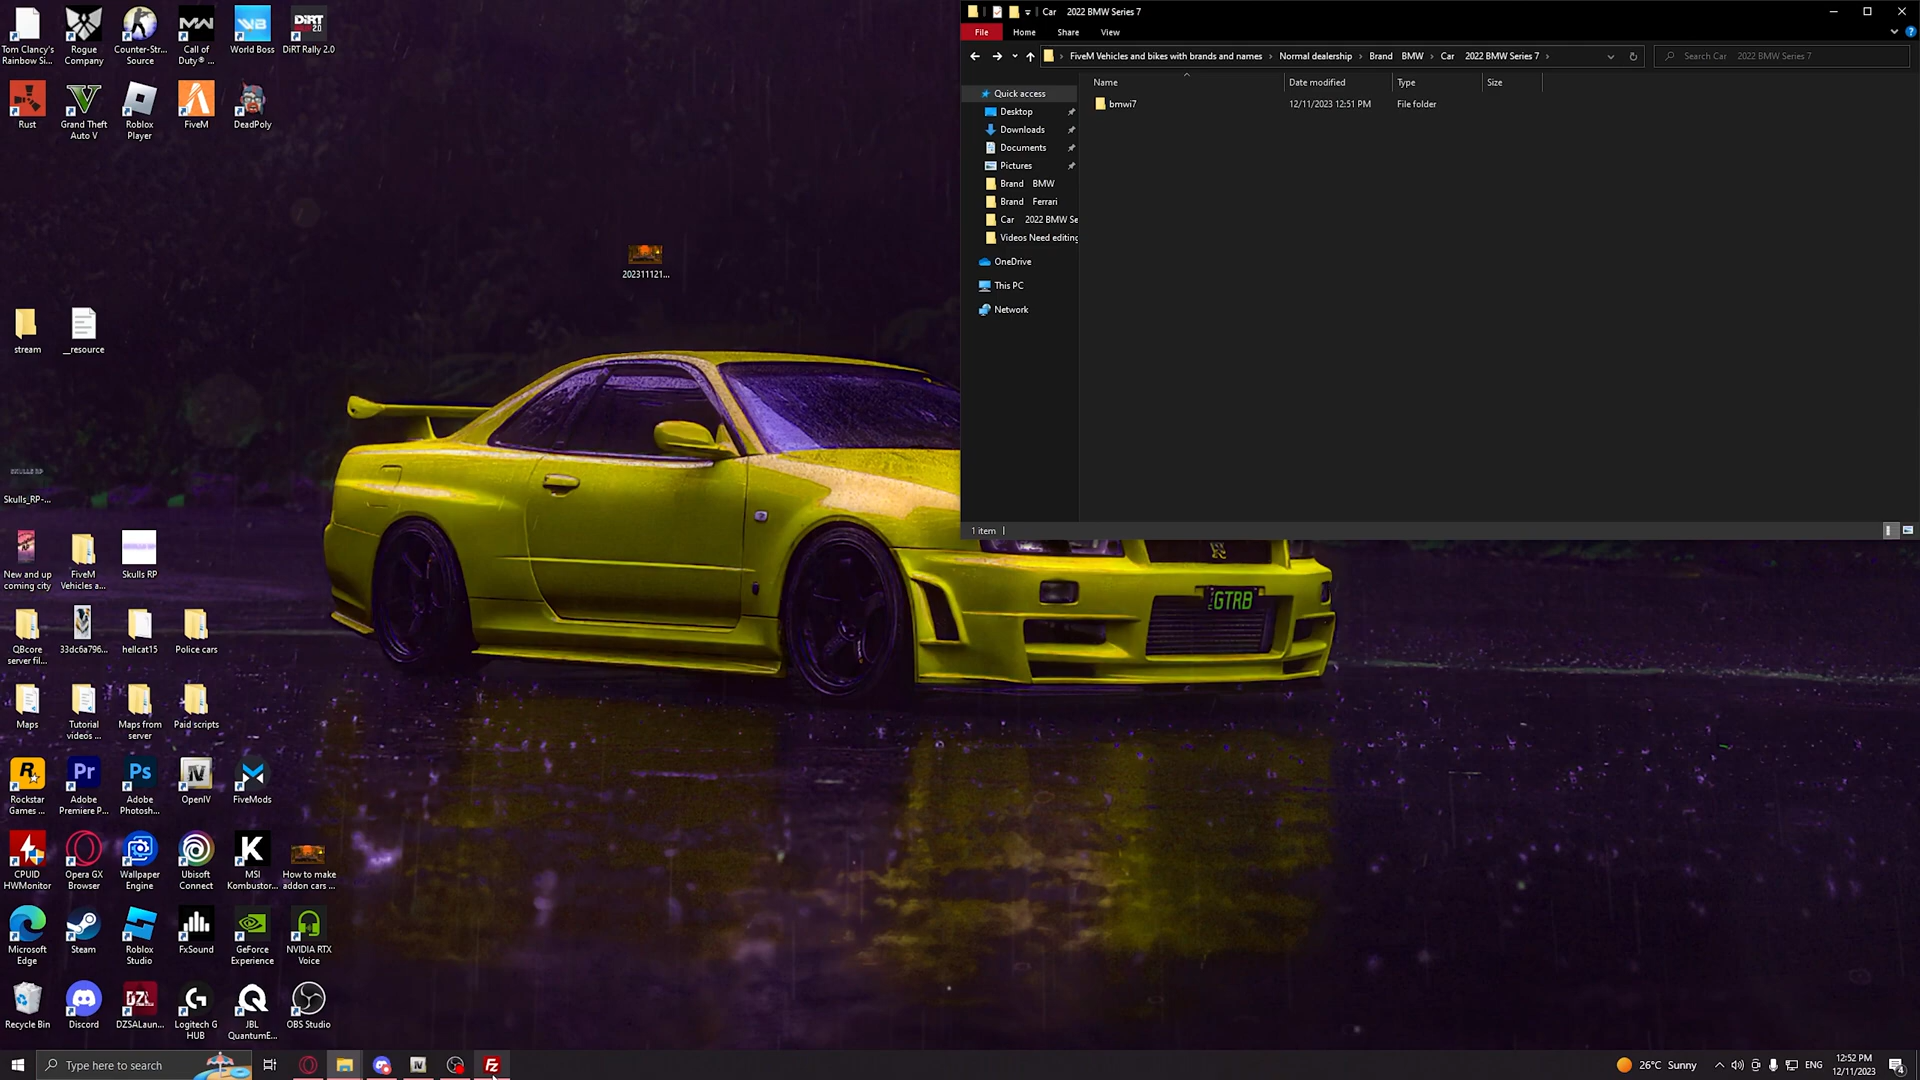 Tom Clancy's
Rainbow Si...
Rogue
Company
Counter-Str...
Source
Call of
Duty® ...
World Boss
DiRT Rally 2.0
Rust
Grand Theft
Auto V
Roblox
Player
FiveM
DeadPoly
202311121...
stream
__resource
Skulls_RP-...
New and up
coming city
FiveM
Vehicles a...
Skulls RP
QBcore
server fil...
33dc6a796...
hellcat15
Police cars
Maps
Tutorial
videos ...
Maps from
server
Paid scripts
Rockstar
Games ...
Adobe
Premiere P...
Adobe
Photosh...
OpenIV
FiveMods
CPUID
HWMonitor
Opera GX
Browser
Wallpaper
Engine
Ubisoft
Connect
MSI
Kombustor...
How to make
addon cars ...
Microsoft
Edge
Steam
Roblox
Studio
FxSound
GeForce
Experience
NVIDIA RTX
Voice
Recycle Bin
Discord
DZSALaun...
Logitech G
HUB
JBL
QuantumE...
OBS Studio
GTRB
Car 2022 BMW Series 7
File Home Share View
FiveM Vehicles and bikes with brands and names > Normal dealership > Brand BMW > Car 2022 BMW Series 7 >
Search Car 2022 BMW Series 7
Name Date modified Type Size
bmwi7 12/11/2023 12:51 PM File folder
Quick access
Desktop
Downloads
Documents
Pictures
Brand BMW
Brand Ferrari
Car 2022 BMW Se
Videos Need editing
OneDrive
This PC
Network
1 item
Type here to search
26°C Sunny
ENG
12:52 PM
12/11/2023
4